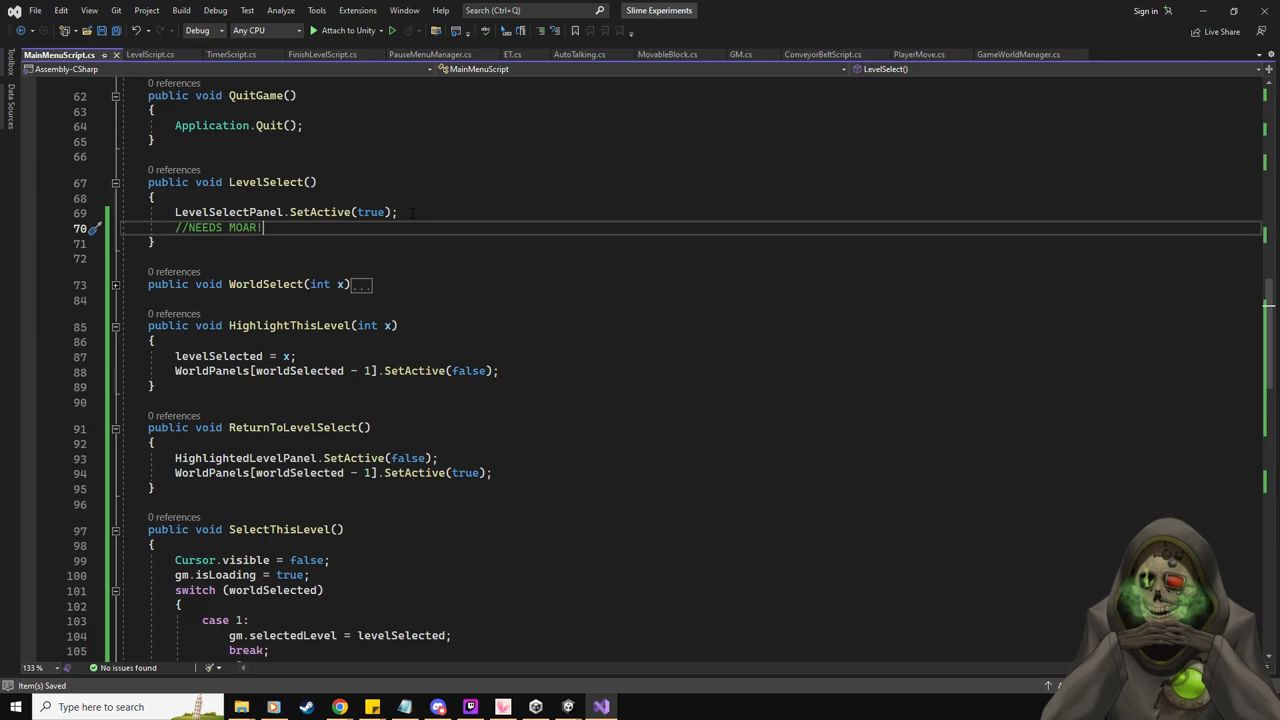 File Edit View Git Project Build Debug Test Analyze Tools Extensions Window Help Search (Ctrl+Q) Slime Experiments Sign in
Debug Any CPU Attach to Unity Live Share
MainMenuScript.cs LevelScript.cs TimerScript.cs FinishLevelScript.cs PauseMenuManager.cs ET.cs AutoTalking.cs MovableBlock.cs GM.cs ConveyorBeltScript.cs PlayerMove.cs GameWorldManager.cs
Assembly-CSharp MainMenuScript LevelSelect()
Toolbox
Data Sources
0 references
62 public void QuitGame()
63 {
64 Application.Quit();
65 }
66
0 references
67 public void LevelSelect()
68 {
69 LevelSelectPanel.SetActive(true);
70 //NEEDS MOAR!
71 }
72
0 references
73 public void WorldSelect(int x)...
84
0 references
85 public void HighlightThisLevel(int x)
86 {
87 levelSelected = x;
88 WorldPanels[worldSelected - 1].SetActive(false);
89 }
90
0 references
91 public void ReturnToLevelSelect()
92 {
93 HighlightedLevelPanel.SetActive(false);
94 WorldPanels[worldSelected - 1].SetActive(true);
95 }
96
0 references
97 public void SelectThisLevel()
98 {
99 Cursor.visible = false;
100 gm.isLoading = true;
101 switch (worldSelected)
102 {
103 case 1:
104 gm.selectedLevel = levelSelected;
105 break;
133 % No issues found
Item(s) Saved
Type here to search